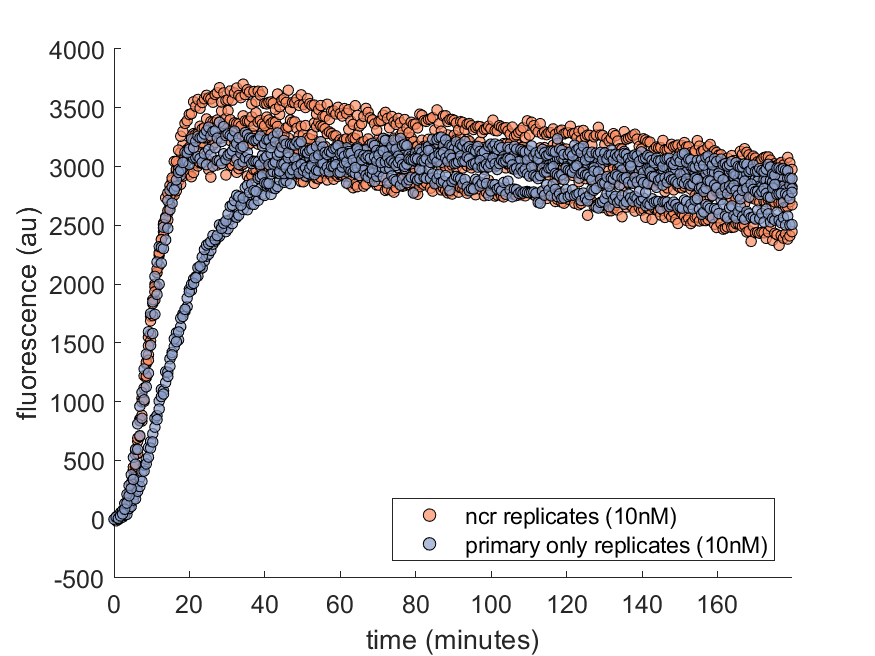 4000
3500
3000
2500
2000
1500
1000
500
0
-500
fluorescence (au)
0 20 40 60 80 100 120 140 160
time (minutes)
ncr replicates (10nM)
primary only replicates (10nM)